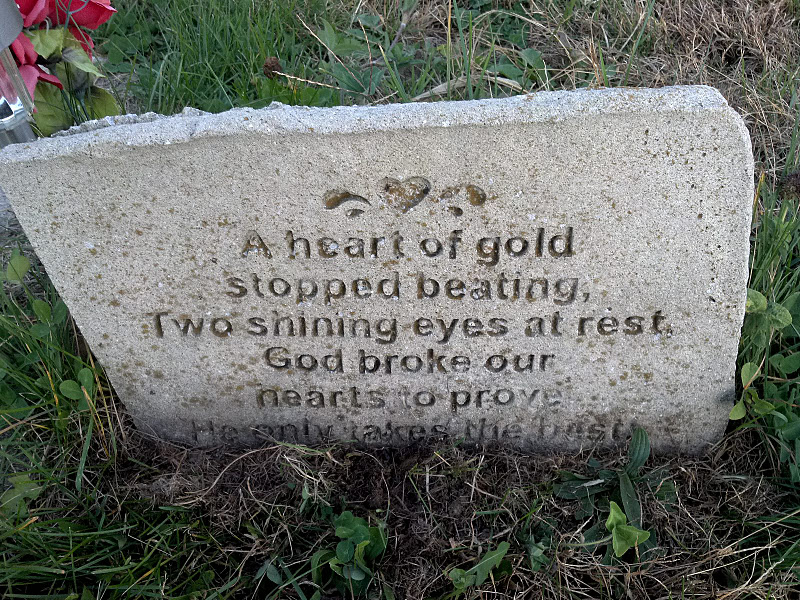 A heart of gold
stopped beating,
Two shining eyes at rest.
God broke our
hearts to prove
He only takes the best.